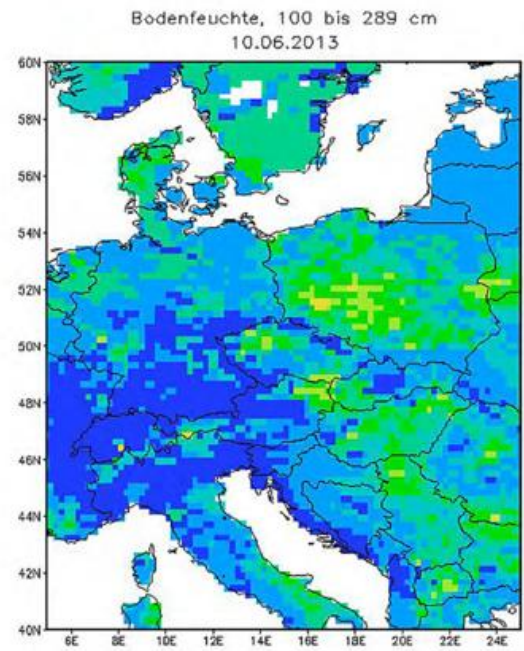 Bodenfeuchte, 100 bis 289 cm
10.06.2013
60N
58N
56N
54N
52N
50N
48N
46N
44N
42N
40N
6E 8E 10E 12E 14E 16E 18E 20E 22E 24E